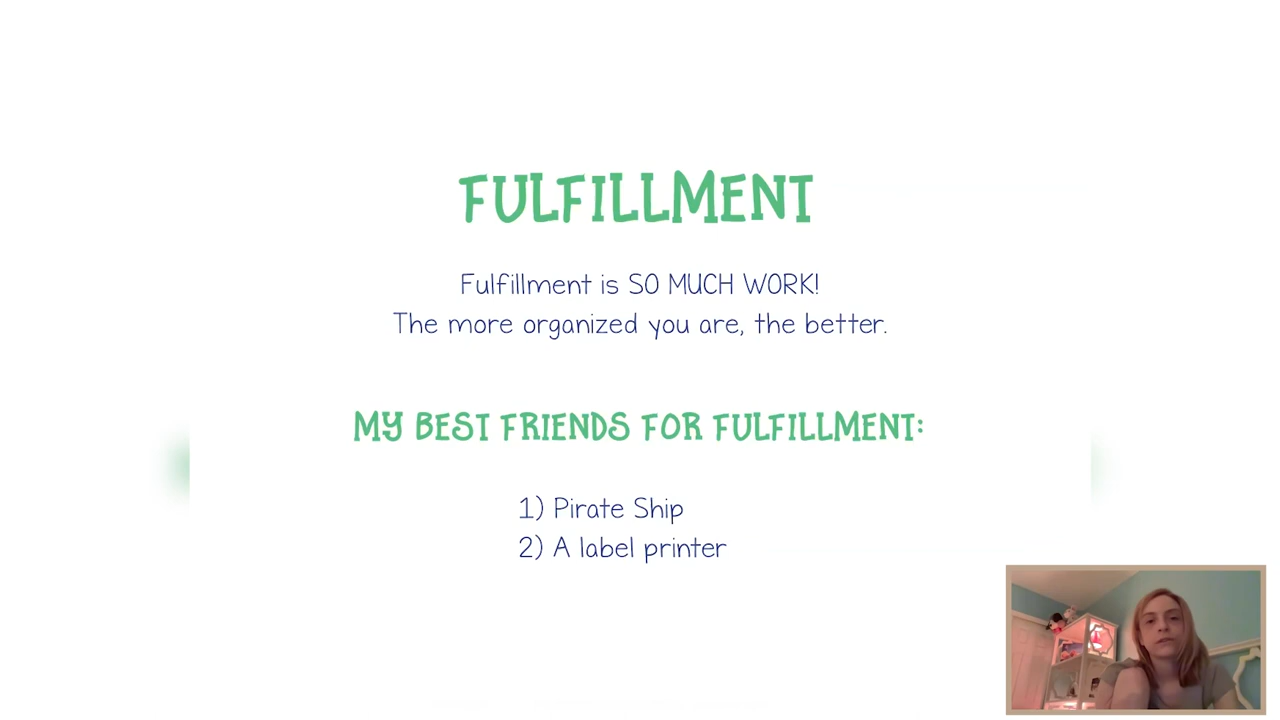 FULFILLMENT
Fulfillment is SO MUCH WORK!
The more organized you are, the better.
MY BEST FRIENDS FOR FULFILLMENT:
1) Pirate Ship
2) A label printer